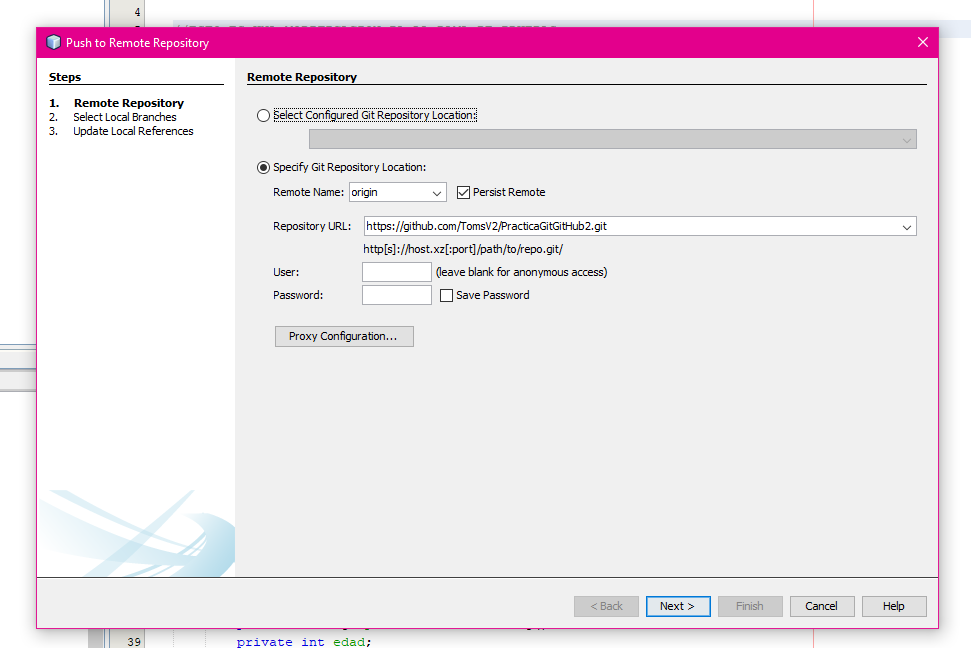 4
Push to Remote Repository
Steps
1. Remote Repository
2. Select Local Branches
3. Update Local References
Remote Repository
Select Configured Git Repository Location:
Specify Git Repository Location:
Remote Name: origin Persist Remote
Repository URL: https://github.com/TomsV2/PracticaGitGitHub2.git
http[s]://host.xz[:port]/path/to/repo.git/
User: (leave blank for anonymous access)
Password: Save Password
Proxy Configuration...
< Back Next > Finish Cancel Help
39 private int edad;